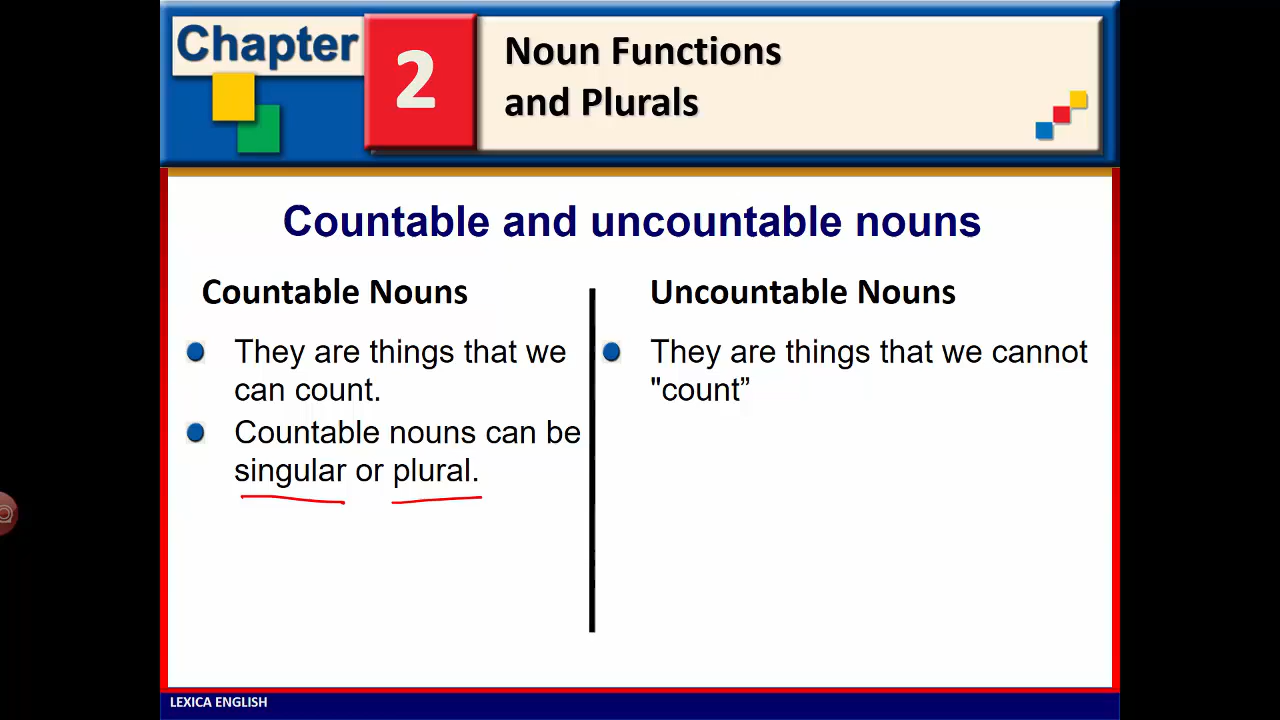 Chapter
2
Noun Functions
and Plurals
Countable and uncountable nouns
Countable Nouns
They are things that we
can count.
Countable nouns can be
singular or plural.
Uncountable Nouns
They are things that we cannot
"count”
LEXICA ENGLISH